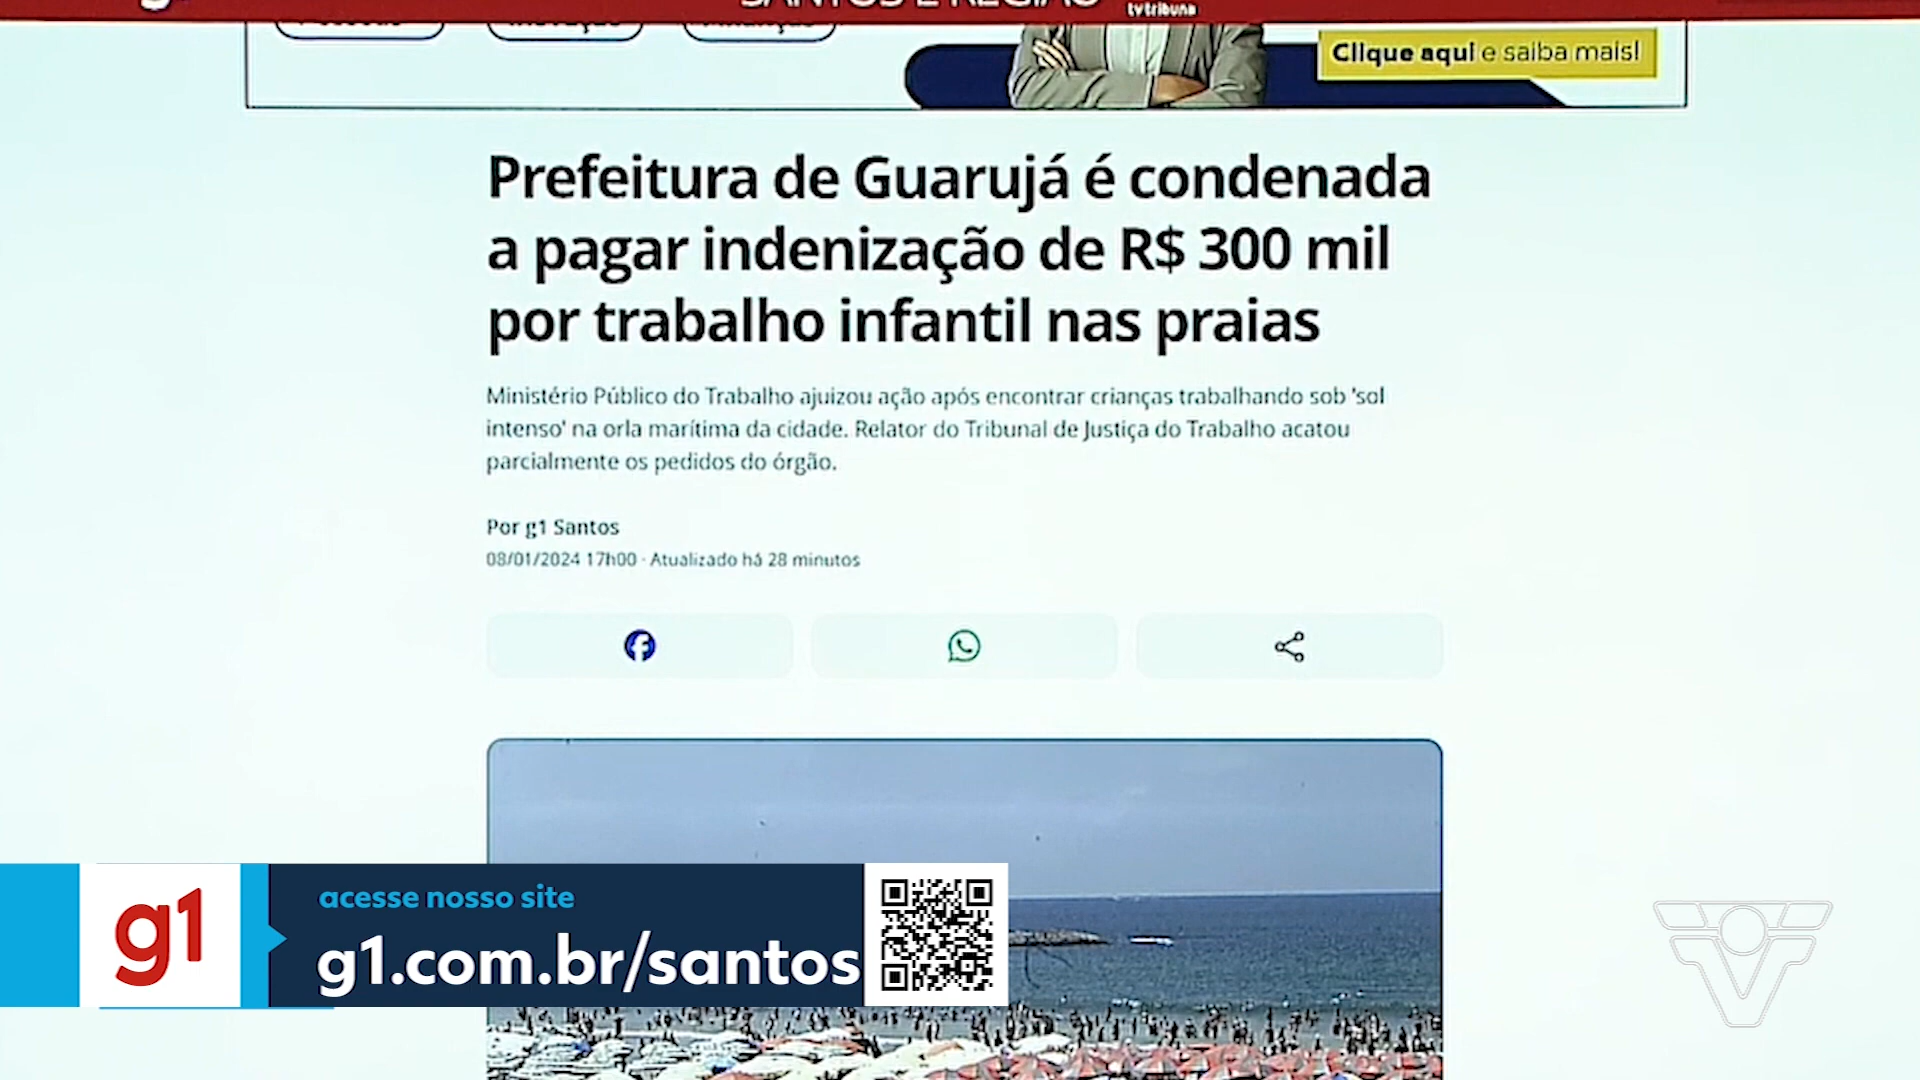 SANTOS E REGIÃO
tvtribuna
Clique aqui e saiba mais!
Prefeitura de Guarujá é condenada
a pagar indenização de R$ 300 mil
por trabalho infantil nas praias
Ministério Público do Trabalho ajuizou ação após encontrar crianças trabalhando sob 'sol
intenso' na orla marítima da cidade. Relator do Tribunal de Justiça do Trabalho acatou
parcialmente os pedidos do órgão.
Por g1 Santos
08/01/2024 17h00 · Atualizado há 28 minutos
g1
acesse nosso site
g1.com.br/santos